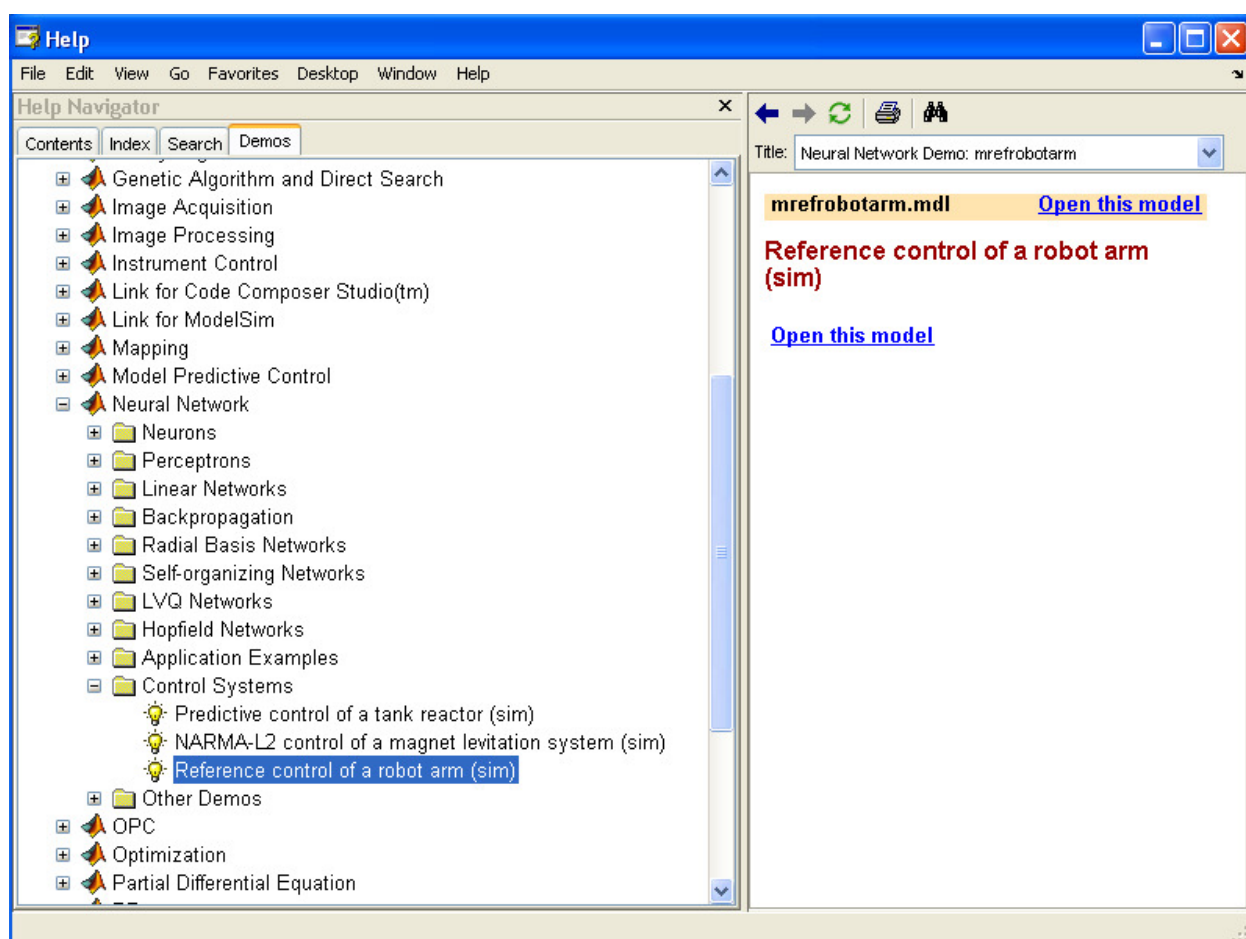 Help
File Edit View Go Favorites Desktop Window Help
Help Navigator
Contents Index Search Demos
Genetic Algorithm and Direct Search
Image Acquisition
Image Processing
Instrument Control
Link for Code Composer Studio(tm)
Link for ModelSim
Mapping
Model Predictive Control
Neural Network
Neurons
Perceptrons
Linear Networks
Backpropagation
Radial Basis Networks
Self-organizing Networks
LVQ Networks
Hopfield Networks
Application Examples
Control Systems
Predictive control of a tank reactor (sim)
NARMA-L2 control of a magnet levitation system (sim)
Reference control of a robot arm (sim)
Other Demos
OPC
Optimization
Partial Differential Equation
Title: Neural Network Demo: mrefrobotarm
mrefrobotarm.mdl Open this model
Reference control of a robot arm
(sim)
Open this model